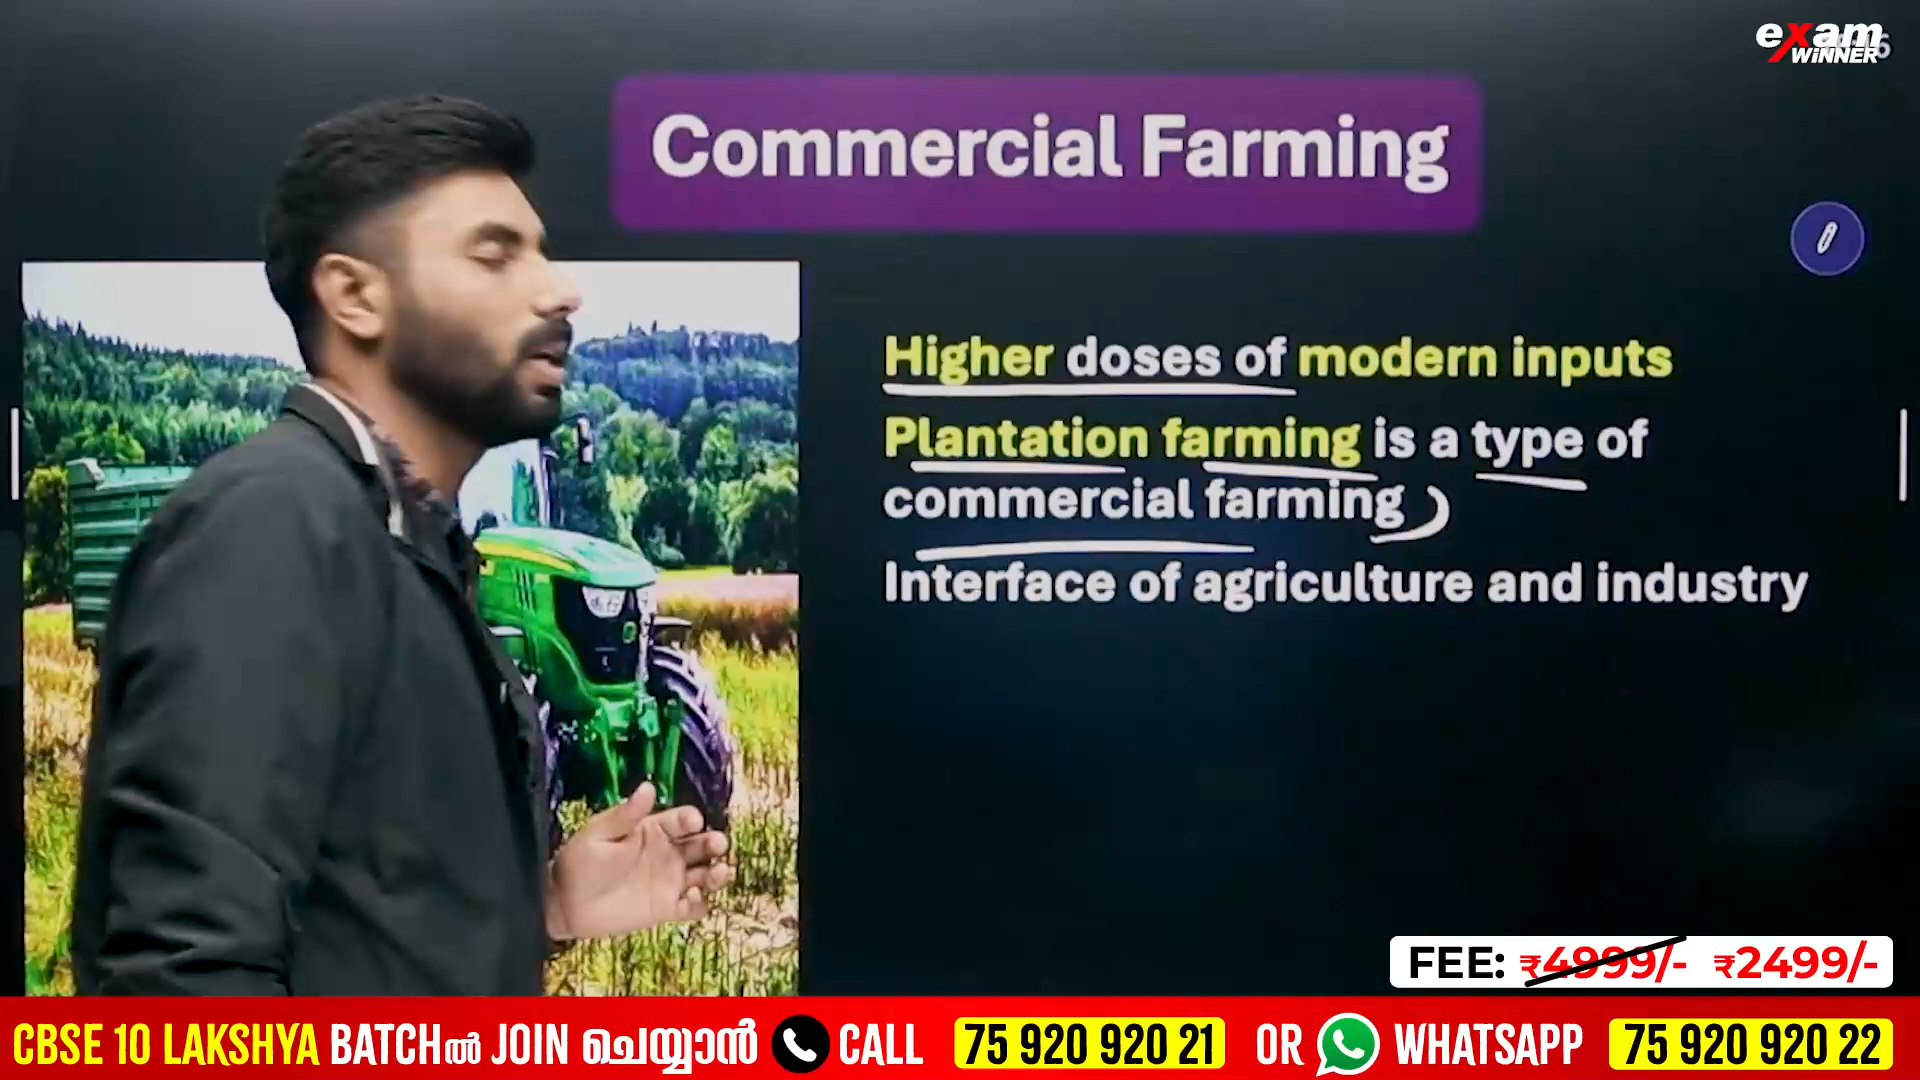 exam
WINNER
Commercial Farming
Higher doses of modern inputs
Plantation farming is a type of
commercial farming
Interface of agriculture and industry
FEE: ₹4999/- ₹2499/-
CBSE 10 LAKSHYA BATCHൽ JOIN ചെയ്യാൻ CALL 75 920 920 21 OR WHATSAPP 75 920 920 22